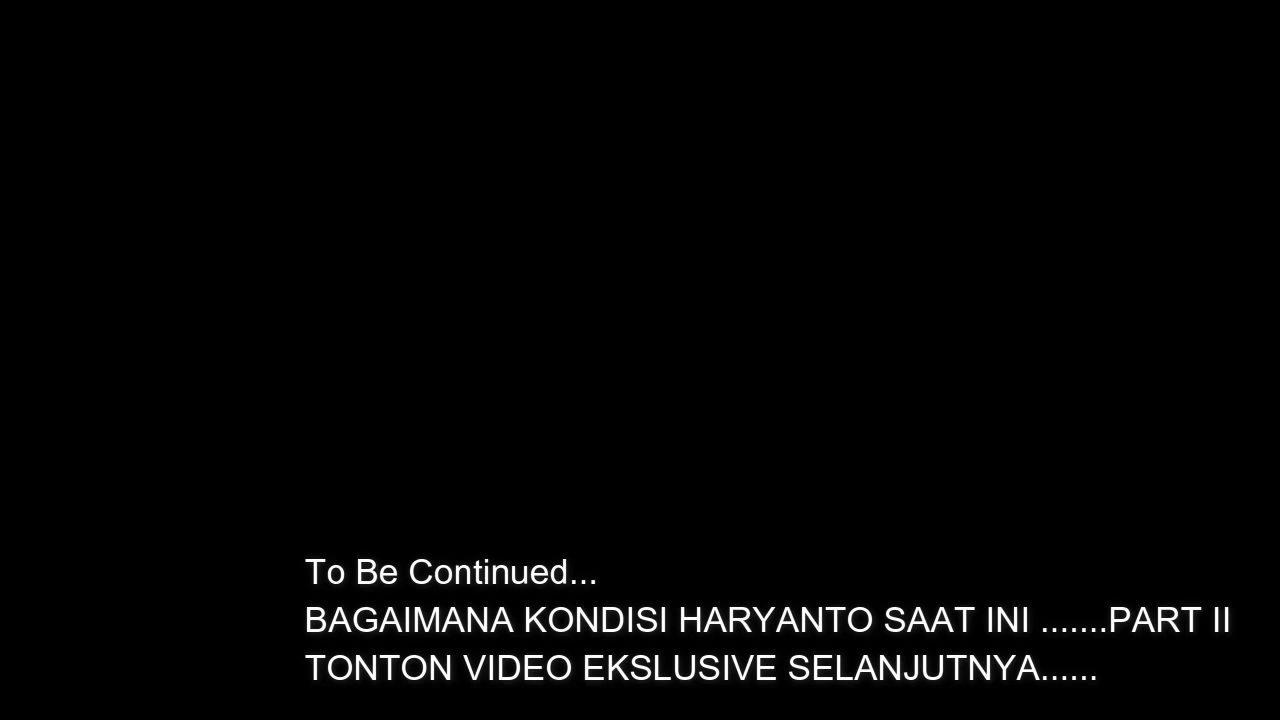 To Be Continued...
BAGAIMANA KONDISI HARYANTO SAAT INI .......PART II
TONTON VIDEO EKSLUSIVE SELANJUTNYA......